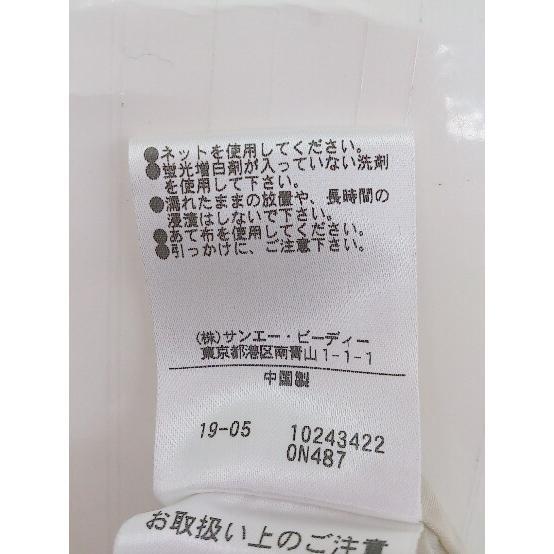 ●ネットを使用してください。
●蛍光増白剤が入っていない洗剤
を使用して下さい。
●濡れたままの放置や、長時間の
浸漬はしないで下さい。
●あて布を使用してください。
●引っかけに、ご注意下さい。
(株)サンエー・ビーディー
東京都港区南青山1-1-1
中国製
19-05 10243422
0N487
お取扱い上のご注意